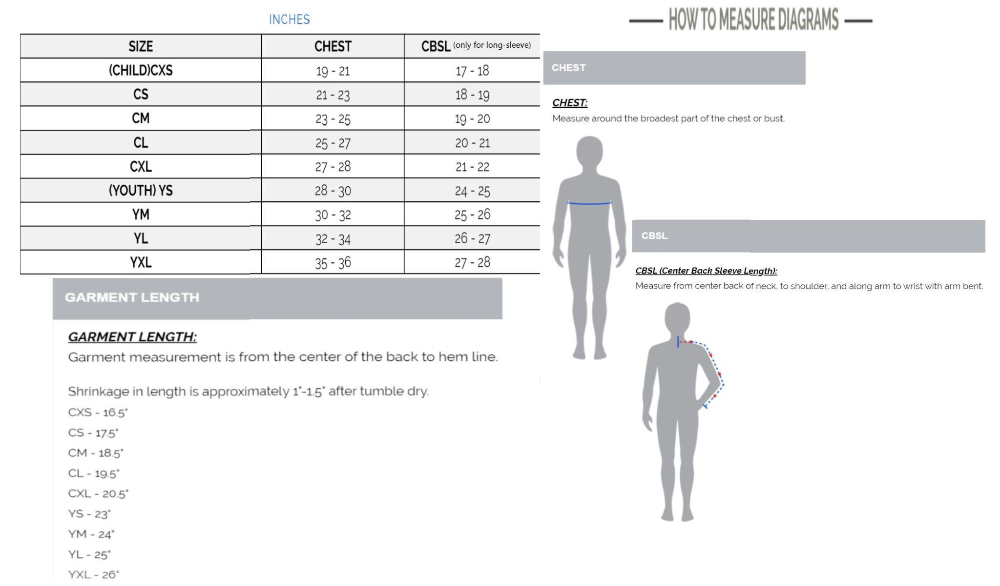 INCHES
SIZE CHEST CBSL (only for long-sleeve)
(CHILD)CXS 19 - 21 17 - 18
CS 21 - 23 18 - 19
CM 23 - 25 19 - 20
CL 25 - 27 20 - 21
CXL 27 - 28 21 - 22
(YOUTH) YS 28 - 30 24 - 25
YM 30 - 32 25 - 26
YL 32 - 34 26 - 27
YXL 35 - 36 27 - 28
GARMENT LENGTH
GARMENT LENGTH:
Garment measurement is from the center of the back to hem line.
Shrinkage in length is approximately 1"-1.5" after tumble dry.
CXS - 16.5"
CS - 17.5"
CM - 18.5"
CL - 19.5"
CXL - 20.5"
YS - 23"
YM - 24"
YL - 25"
YXL - 26"
HOW TO MEASURE DIAGRAMS
CHEST
CHEST:
Measure around the broadest part of the chest or bust.
CBSL
CBSL (Center Back Sleeve Length):
Measure from center back of neck, to shoulder, and along arm to wrist with arm bent.